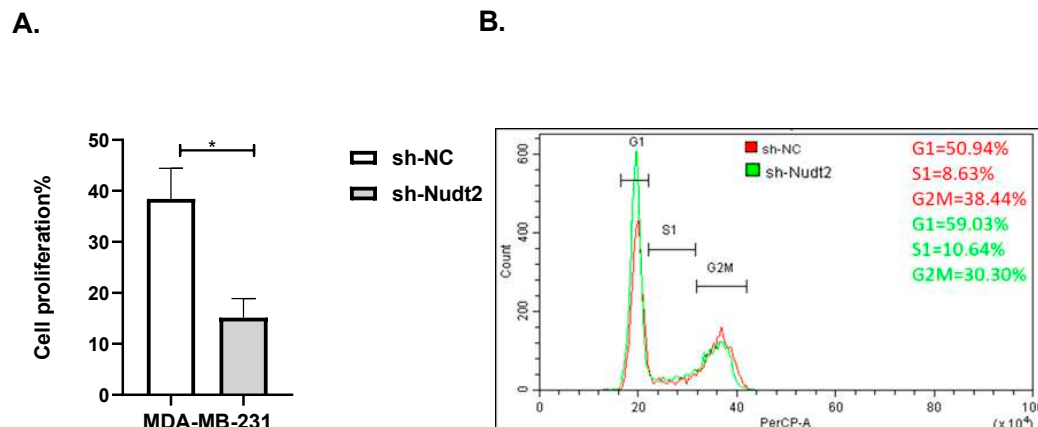 A.
B.
50
40
30
20
10
0
Cell proliferation%
*
MDA-MB-231
sh-NC
sh-Nudt2
600
400
200
0
Count
G1
S1
G2M
sh-NC
sh-Nudt2
G1=50.94%
S1=8.63%
G2M=38.44%
G1=59.03%
S1=10.64%
G2M=30.30%
0 20 40 60 80 100
PerCP-A
(x 10⁴)